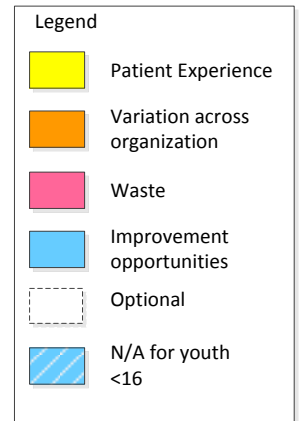 Legend
Patient Experience
Variation across
organization
Waste
Improvement
opportunities
Optional
N/A for youth
<16